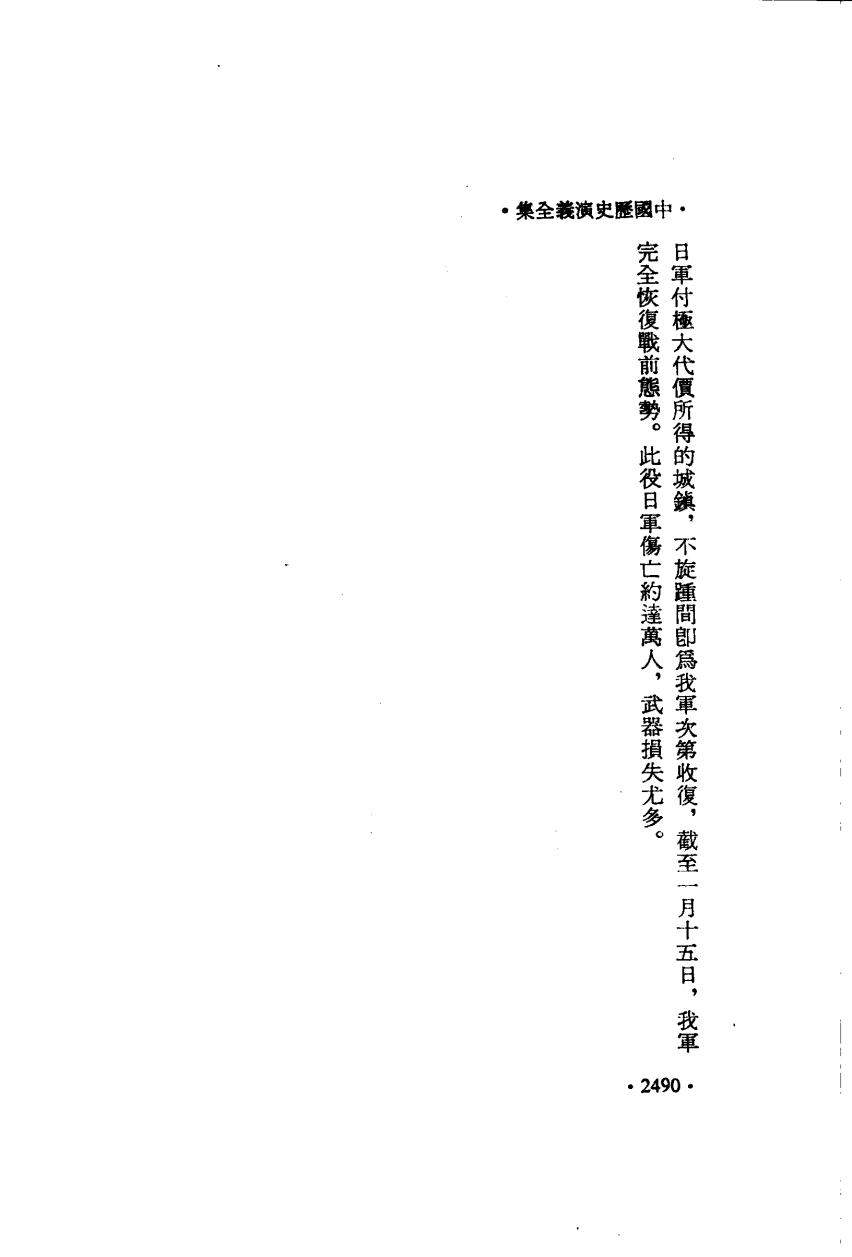 •中國歷史演義全集•
日軍付極大代價所得的城鎮，不旋踵間卽爲我軍次第收復，截至一月十五日，我軍
完全恢復戰前態勢。此役日軍傷亡約達萬人，武器損失尤多。
•2490•